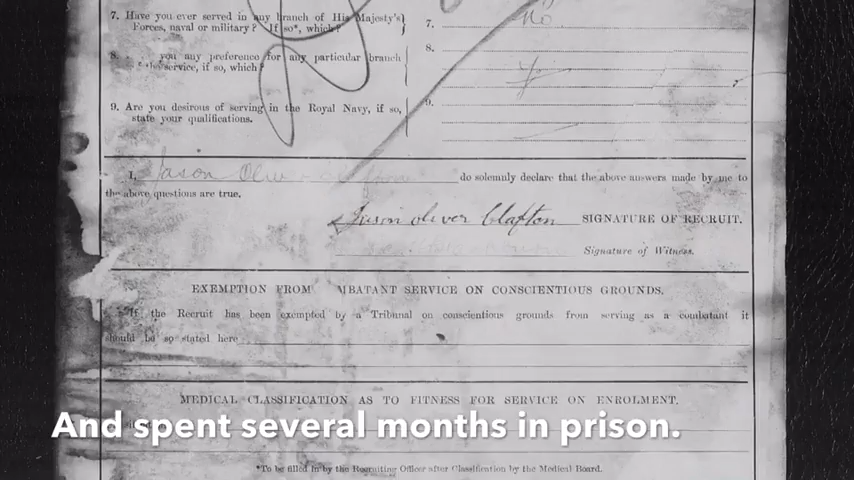 7. Have you ever served in any branch of His Majesty's
Forces, naval or military? If so*, which?
7. No
8. you any preference for any particular branch
service, if so, which?
8.
9. Are you desirous of serving in the Royal Navy, if so,
state your qualifications.
9.
I, Jason Oliver do solemnly declare that the above answers made by me to
the above questions are true.
Jason oliver Clafton SIGNATURE OF RECRUIT.
Signature of Witness.
EXEMPTION FROM MBATANT SERVICE ON CONSCIENTIOUS GROUNDS.
If the Recruit has been exempted by a Tribunal on conscientious grounds from serving as a combatant it
should be so stated here
MEDICAL CLASSIFICATION AS TO FITNESS FOR SERVICE ON ENROLMENT.
And spent several months in prison.
*To be filled in by the Recruiting Officer after Classification by the Medical Board.